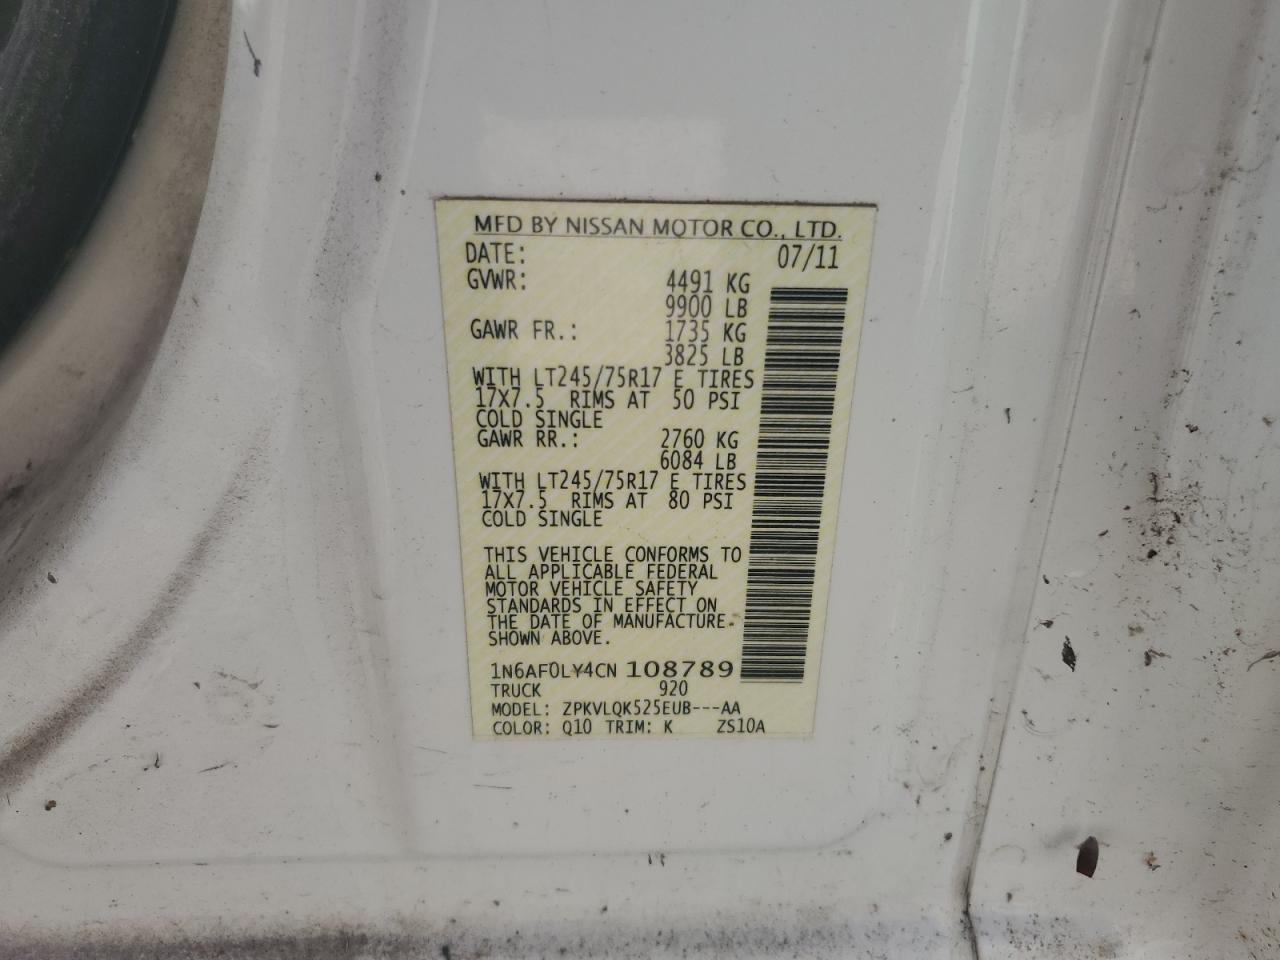 MFD BY NISSAN MOTOR CO., LTD.
DATE: 07/11
GVWR: 4491 KG
9900 LB
GAWR FR.: 1735 KG
3825 LB
WITH LT245/75R17 E TIRES
17X7.5 RIMS AT 50 PSI
COLD SINGLE
GAWR RR.: 2760 KG
6084 LB
WITH LT245/75R17 E TIRES
17X7.5 RIMS AT 80 PSI
COLD SINGLE
THIS VEHICLE CONFORMS TO
ALL APPLICABLE FEDERAL
MOTOR VEHICLE SAFETY
STANDARDS IN EFFECT ON
THE DATE OF MANUFACTURE
SHOWN ABOVE.
1N6AF0LY4CN 108789
TRUCK 920
MODEL: ZPKVLQK525EUB---AA
COLOR: Q10 TRIM: K ZS10A